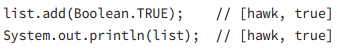 list.add(Boolean.TRUE);    // [hawk, true]
System.out.println(list);  // [hawk, true]